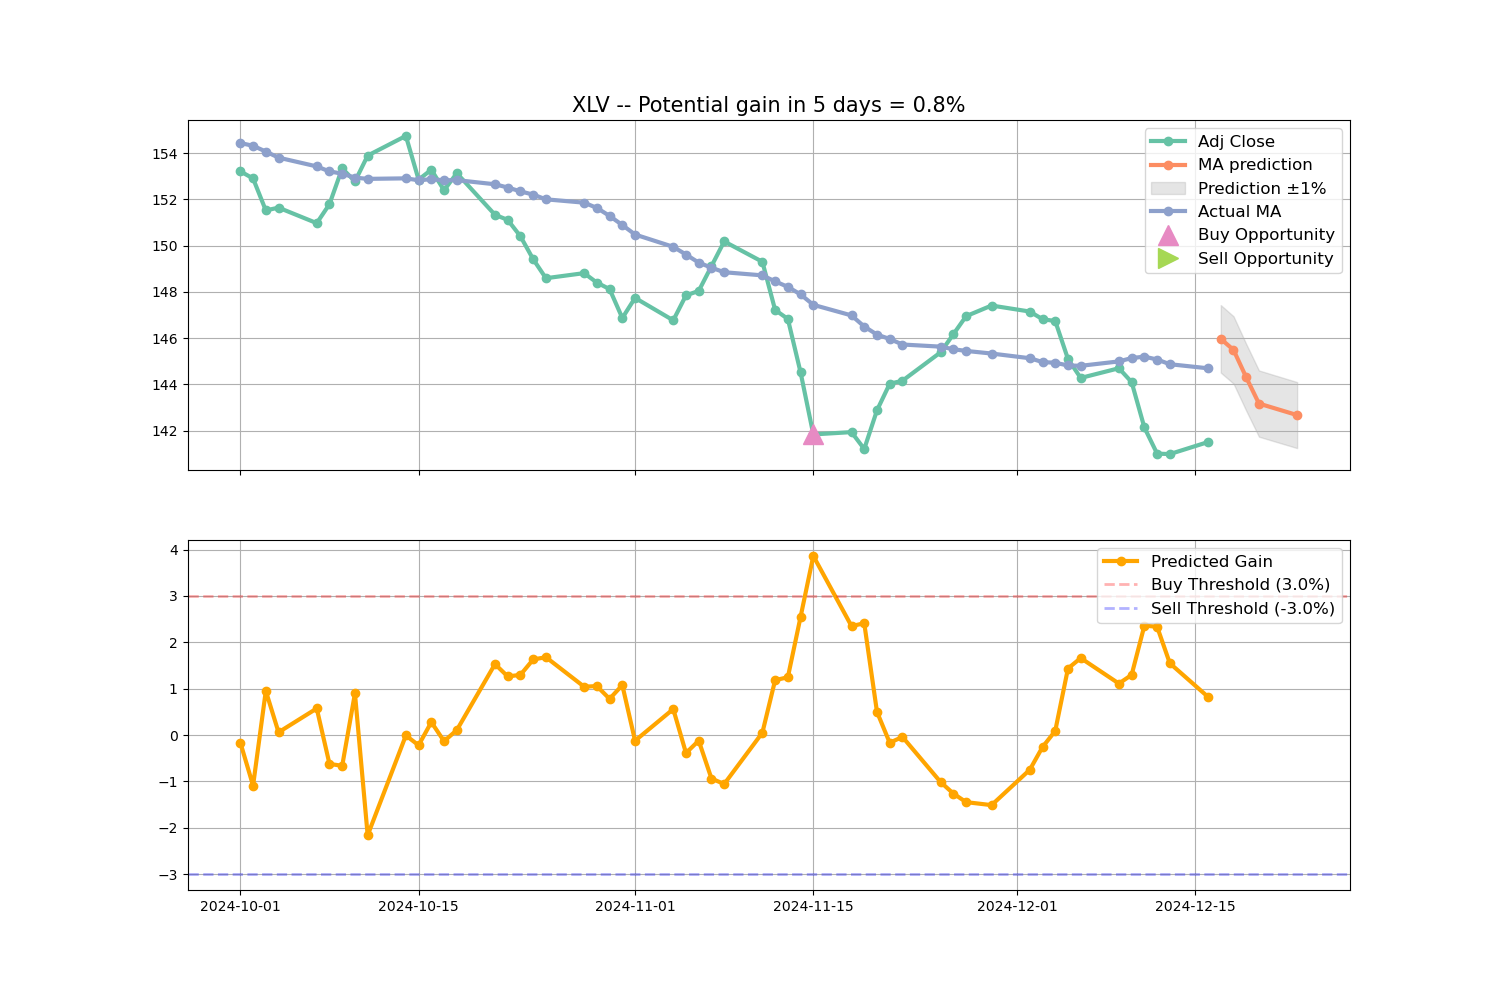 XLV -- Potential gain in 5 days = 0.8%
154
152
150
148
146
144
142
Adj Close
MA prediction
Prediction ±1%
Actual MA
Buy Opportunity
Sell Opportunity
4
3
2
1
0
−1
−2
−3
Predicted Gain
Buy Threshold (3.0%)
Sell Threshold (-3.0%)
2024-10-01 2024-10-15 2024-11-01 2024-11-15 2024-12-01 2024-12-15